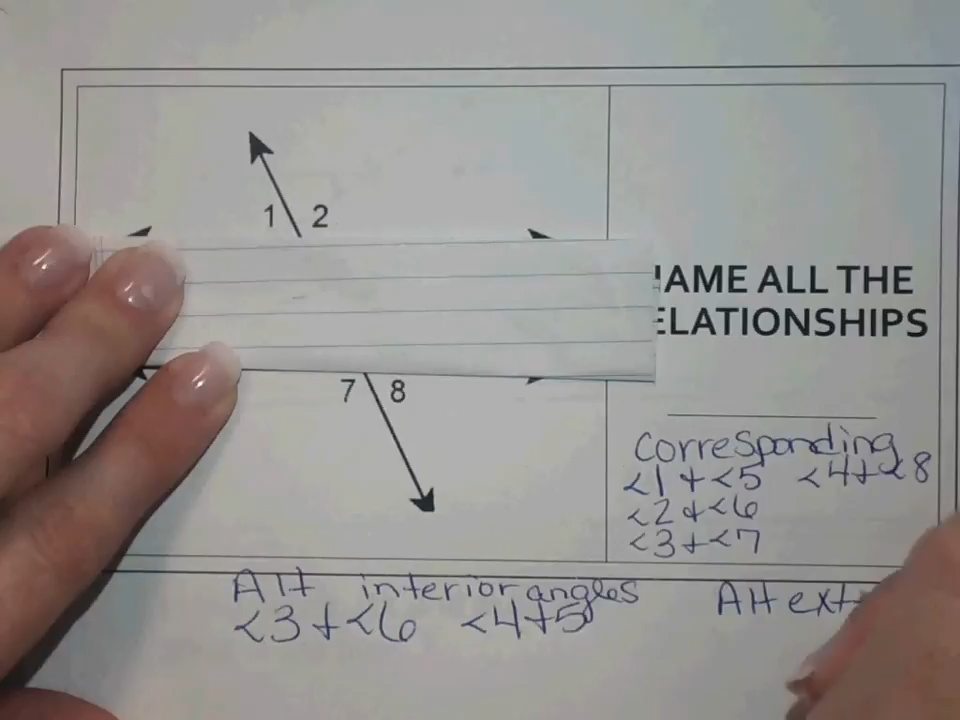 1 2
AME ALL THE
ELATIONSHIPS
7 8
Corresponding
<1 + <5 <4 + <8
<2 + <6
<3 + <7
Alt interior angles
<3 + <6 <4 + 5
Alt ext